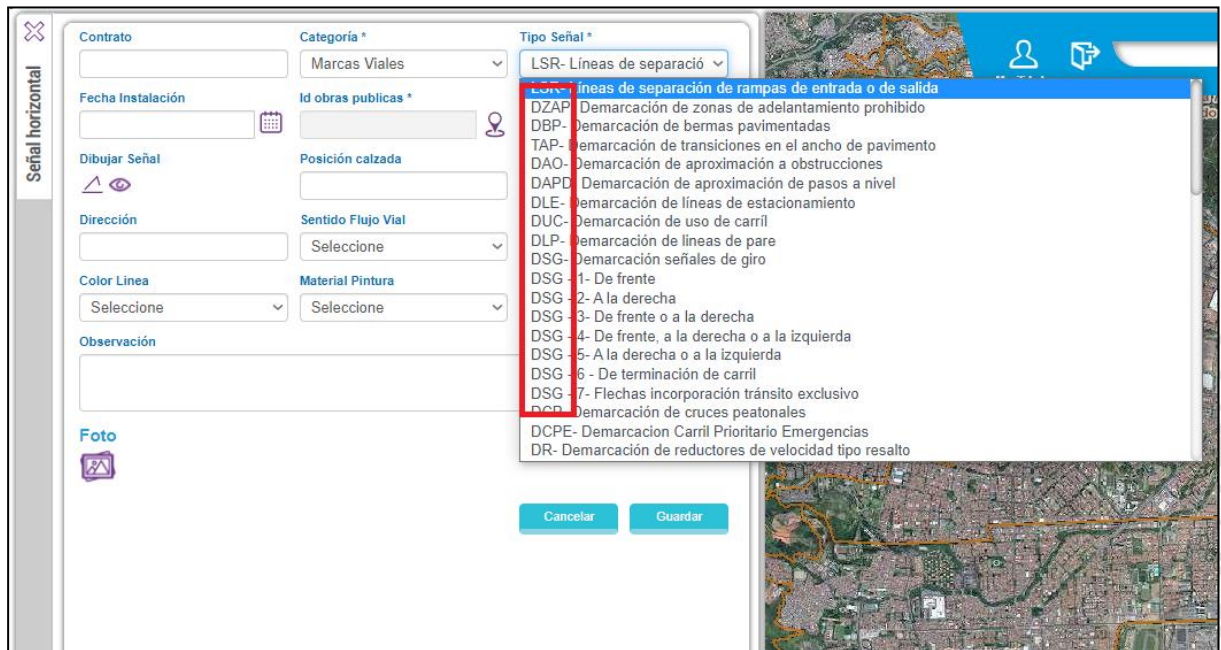 Señal horizontal
Contrato
Categoría *
Tipo Señal *
Marcas Viales
LSR- Líneas de separació
Fecha Instalación
Id obras publicas *
Dibujar Señal
Posición calzada
Dirección
Sentido Flujo Vial
Seleccione
Color Linea
Material Pintura
Seleccione
Seleccione
Observación
Foto
Cancelar
Guardar
LSR- Líneas de separación de rampas de entrada o de salida
DZAP- Demarcación de zonas de adelantamiento prohibido
DBP- Demarcación de bermas pavimentadas
TAP- Demarcación de transiciones en el ancho de pavimento
DAO- Demarcación de aproximación a obstrucciones
DAPD- Demarcación de aproximación de pasos a nivel
DLE- Demarcación de líneas de estacionamiento
DUC- Demarcación de uso de carríl
DLP- Demarcación de lineas de pare
DSG- Demarcación señales de giro
DSG - 1- De frente
DSG - 2- A la derecha
DSG - 3- De frente o a la derecha
DSG - 4- De frente, a la derecha o a la izquierda
DSG - 5- A la derecha o a la izquierda
DSG - 6 - De terminación de carril
DSG - 7- Flechas incorporación tránsito exclusivo
DCP- Demarcación de cruces peatonales
DCPE- Demarcacion Carril Prioritario Emergencias
DR- Demarcación de reductores de velocidad tipo resalto